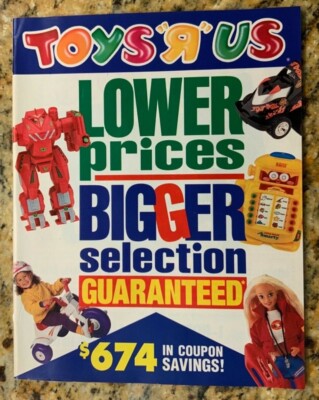 TOYS "R" US
LOWER
prices
BIGGER
selection
GUARANTEED*
$674 IN COUPON
SAVINGS!